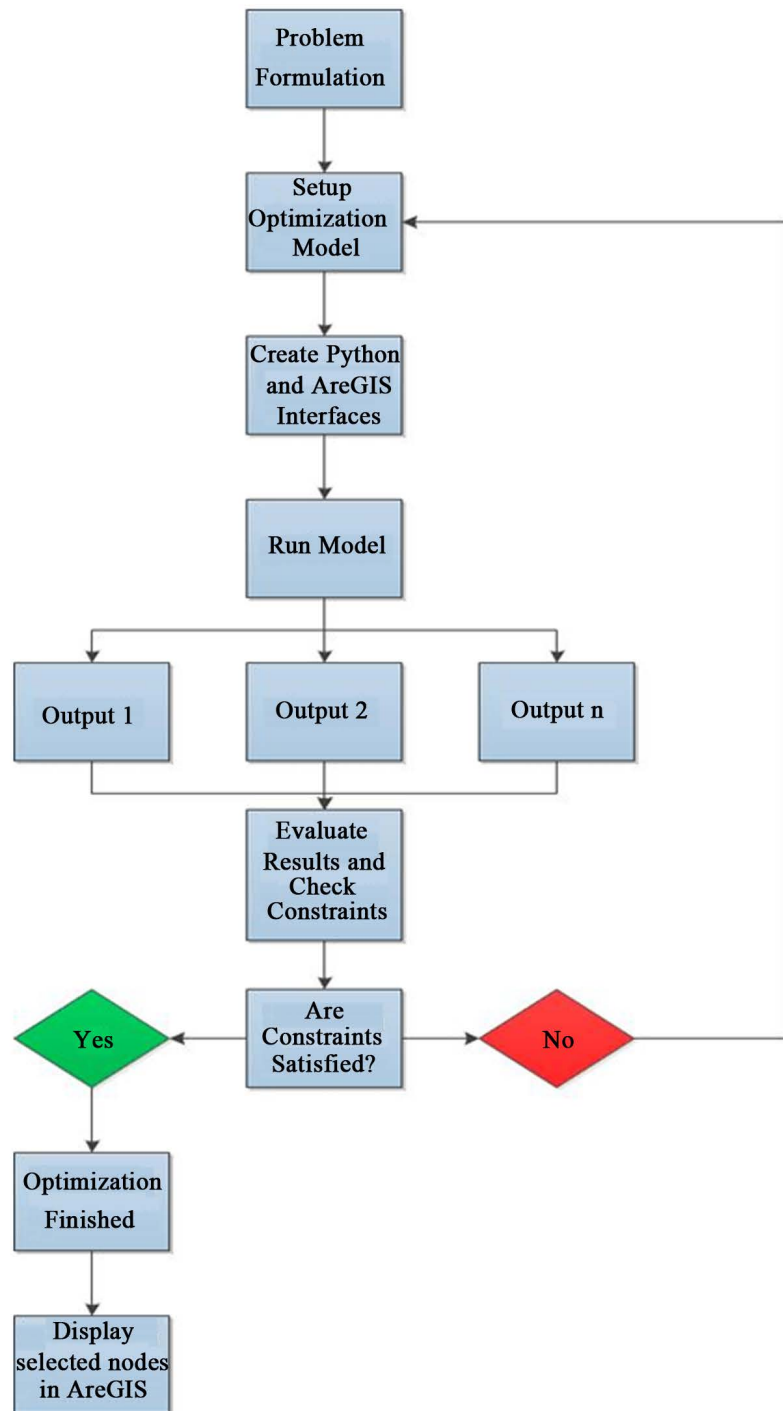 Problem
Formulation
Setup
Optimization
Model
Create Python
and AreGIS
Interfaces
Run Model
Output 1
Output 2
Output n
Evaluate
Results and
Check
Constraints
Yes
Are
Constraints
Satisfied?
No
Optimization
Finished
Display
selected nodes
in AreGIS